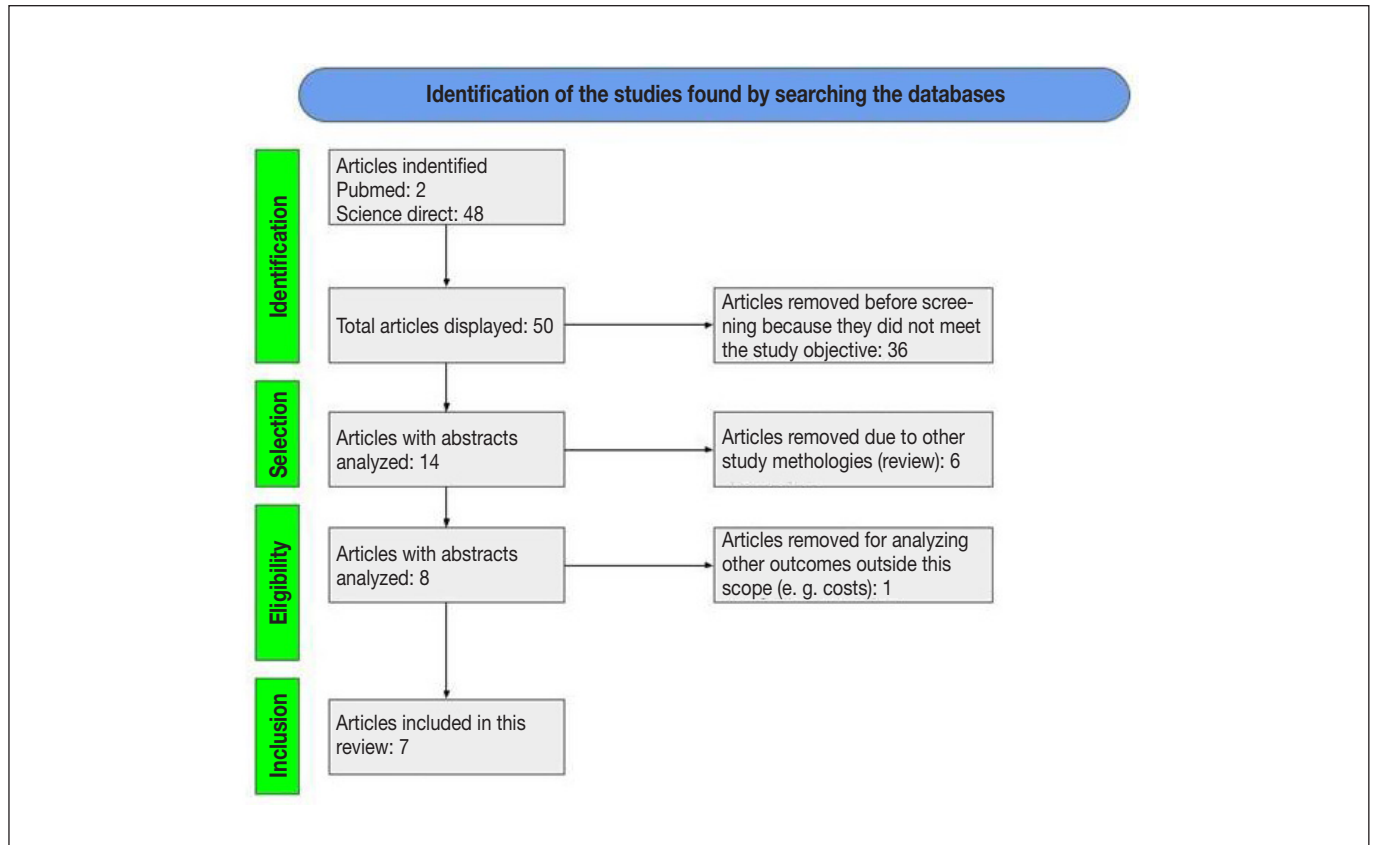 Identification of the studies found by searching the databases
Identification
Articles indentified
Pubmed: 2
Science direct: 48
Total articles displayed: 50
Articles removed before scree-
ning because they did not meet
the study objective: 36
Selection
Articles with abstracts
analyzed: 14
Articles removed due to other
study methologies (review): 6
Eligibility
Articles with abstracts
analyzed: 8
Articles removed for analyzing
other outcomes outside this
scope (e. g. costs): 1
Inclusion
Articles included in this
review: 7